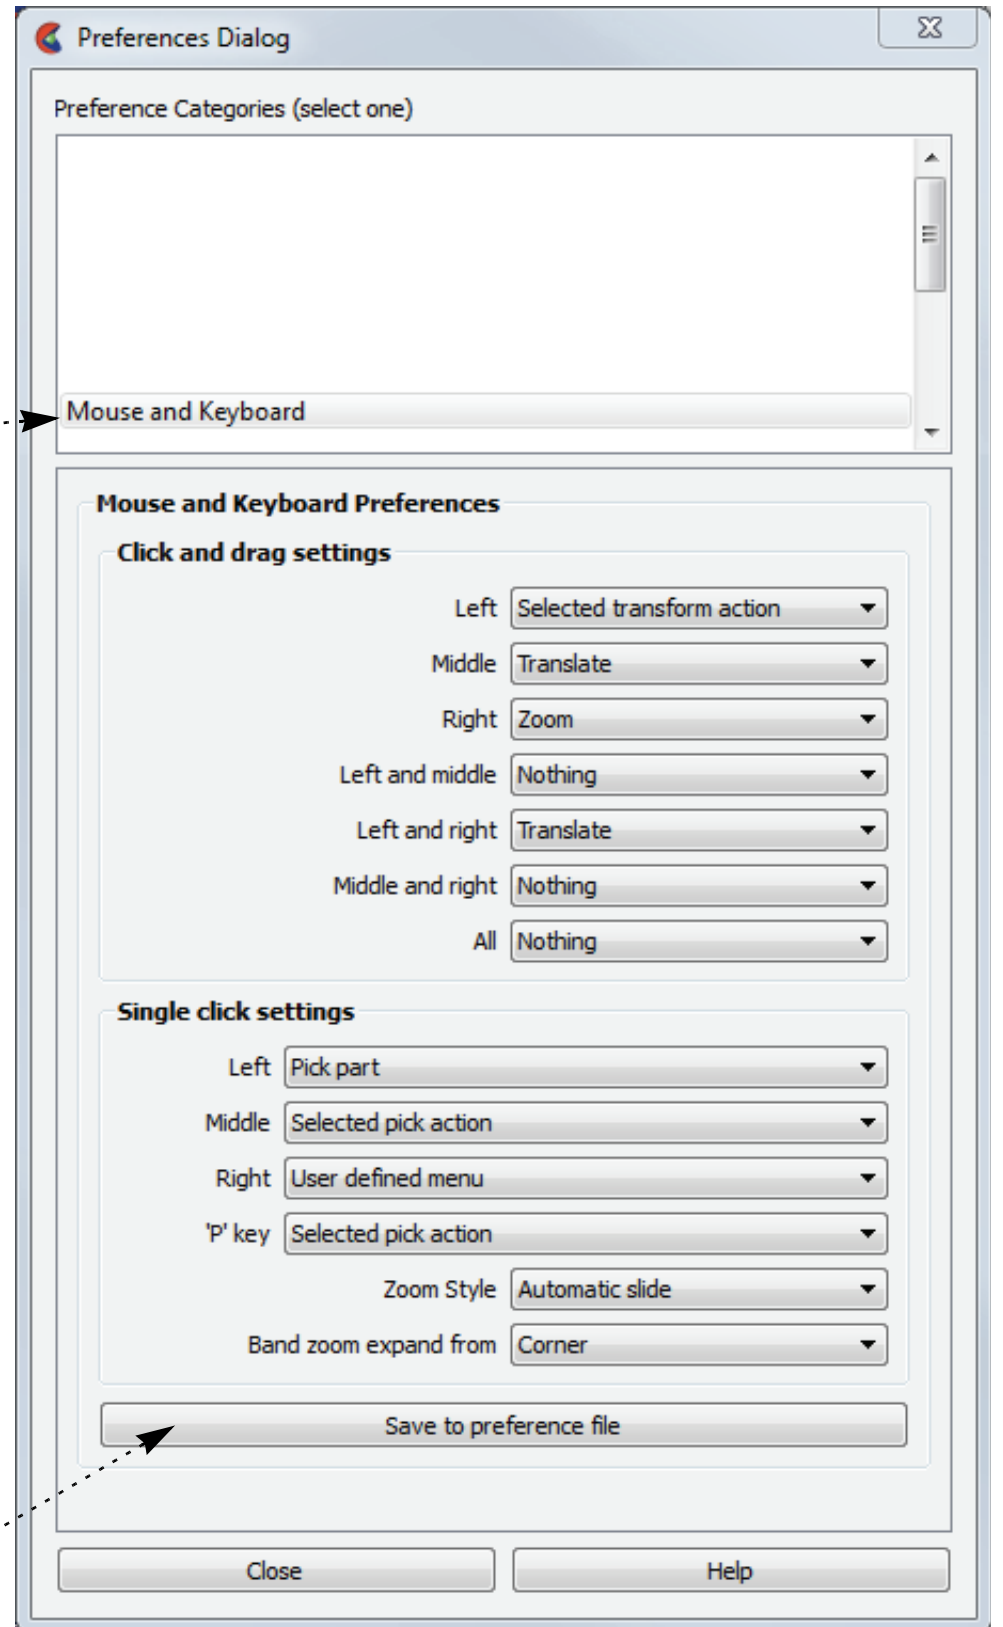 Preferences Dialog
Preference Categories (select one)
Mouse and Keyboard
Mouse and Keyboard Preferences
Click and drag settings
Left Selected transform action
Middle Translate
Right Zoom
Left and middle Nothing
Left and right Translate
Middle and right Nothing
All Nothing
Single click settings
Left Pick part
Middle Selected pick action
Right User defined menu
'P' key Selected pick action
Zoom Style Automatic slide
Band zoom expand from Corner
Save to preference file
Close Help